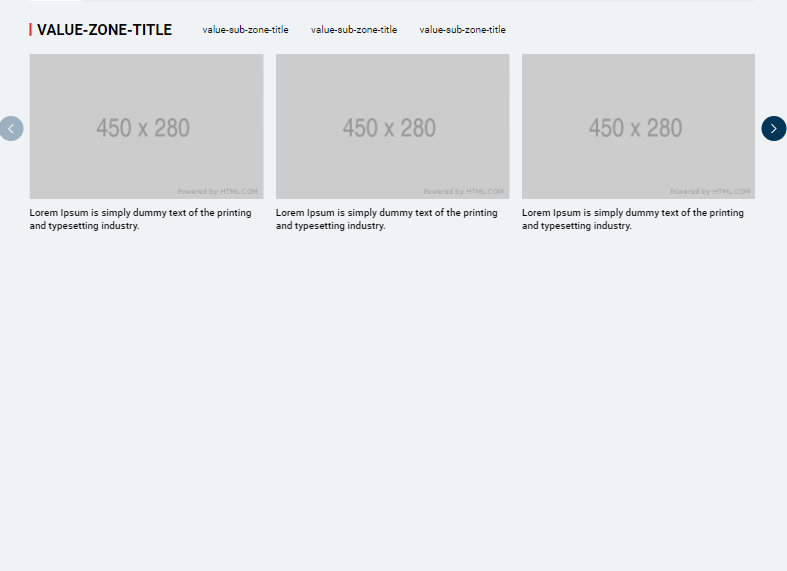 VALUE-ZONE-TITLE value-sub-zone-title value-sub-zone-title value-sub-zone-title
450 x 280
Powered by HTML.COM
450 x 280
Powered by HTML.COM
450 x 280
Powered by HTML.COM
Lorem Ipsum is simply dummy text of the printing
and typesetting industry.
Lorem Ipsum is simply dummy text of the printing
and typesetting industry.
Lorem Ipsum is simply dummy text of the printing
and typesetting industry.